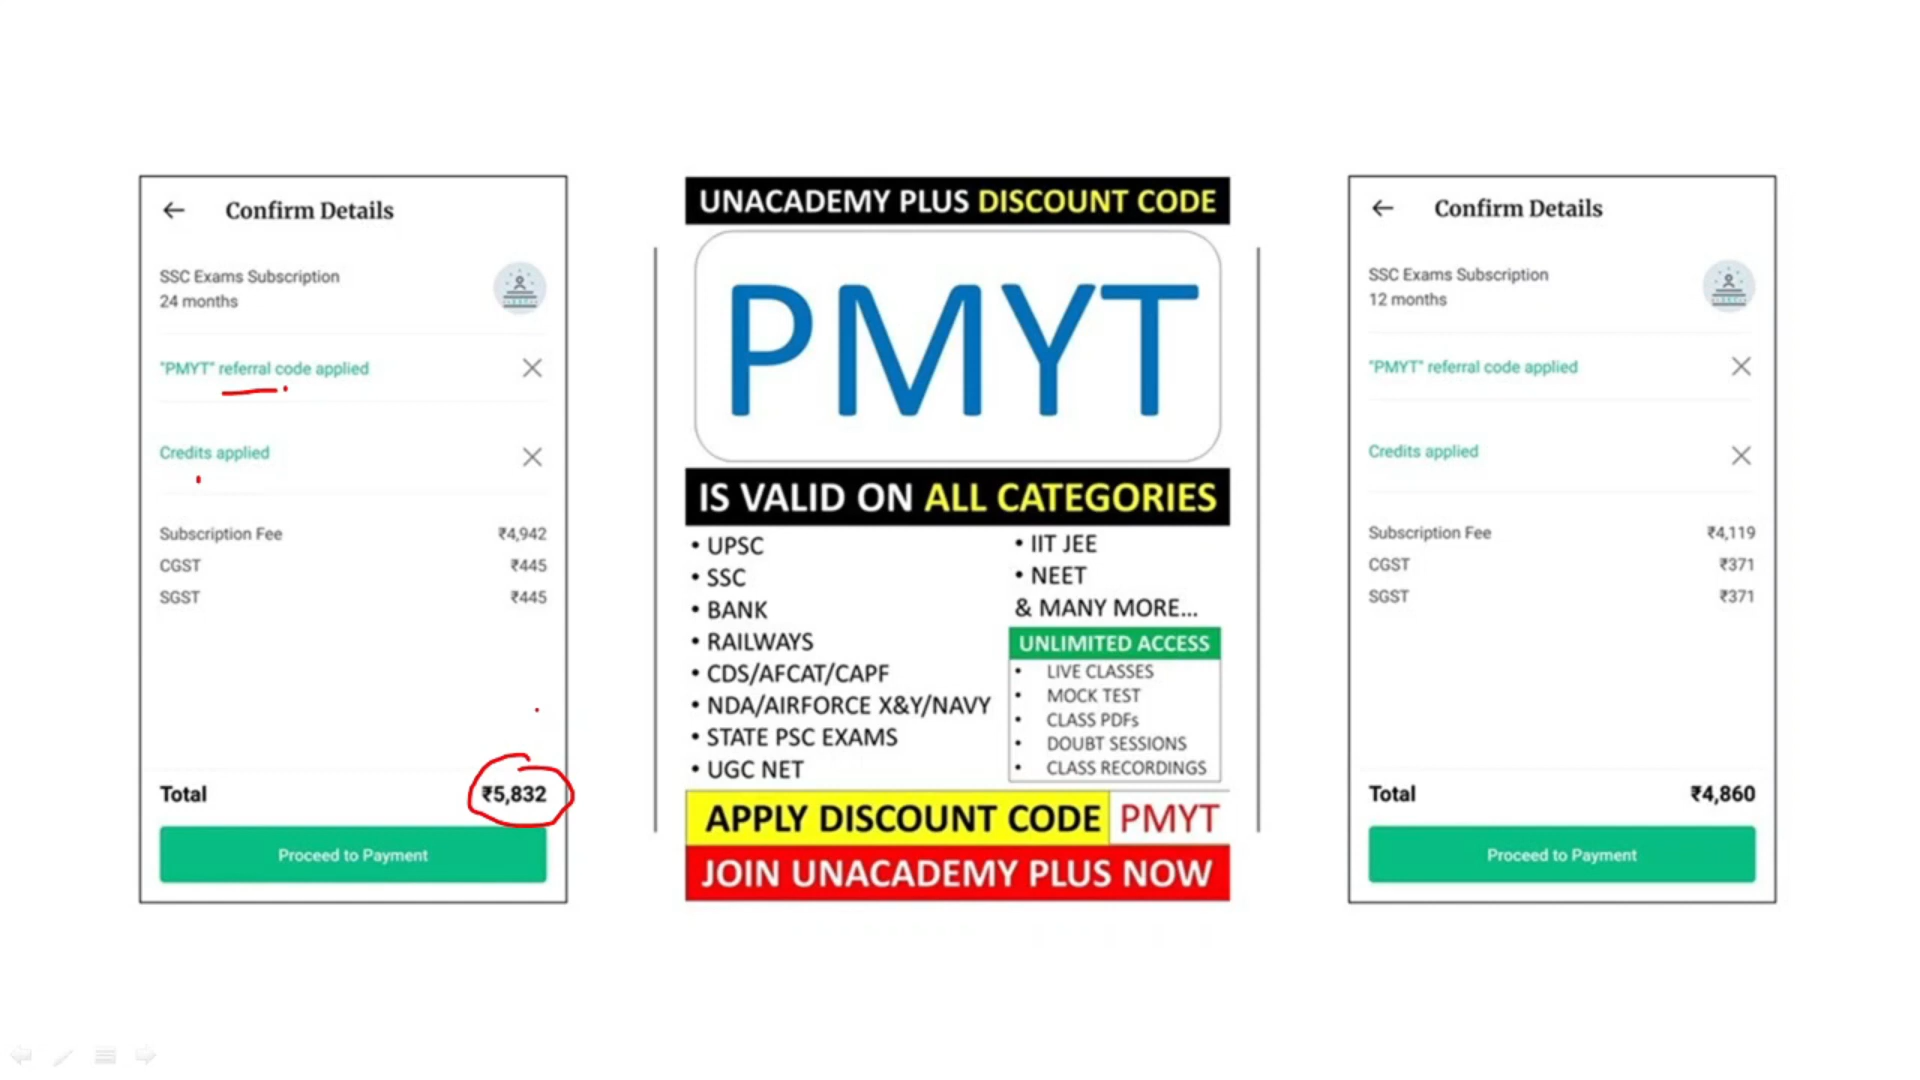 Confirm Details
SSC Exams Subscription
24 months
"PMYT" referral code applied
Credits applied
Subscription Fee ₹4,942
CGST ₹445
SGST ₹445
Total ₹5,832
Proceed to Payment
UNACADEMY PLUS DISCOUNT CODE
PMYT
IS VALID ON ALL CATEGORIES
• UPSC
• SSC
• BANK
• RAILWAYS
• CDS/AFCAT/CAPF
• NDA/AIRFORCE X&Y/NAVY
• STATE PSC EXAMS
• UGC NET
• IIT JEE
• NEET
& MANY MORE...
UNLIMITED ACCESS
• LIVE CLASSES
• MOCK TEST
• CLASS PDFs
• DOUBT SESSIONS
• CLASS RECORDINGS
APPLY DISCOUNT CODE PMYT
JOIN UNACADEMY PLUS NOW
Confirm Details
SSC Exams Subscription
12 months
"PMYT" referral code applied
Credits applied
Subscription Fee ₹4,119
CGST ₹371
SGST ₹371
Total ₹4,860
Proceed to Payment